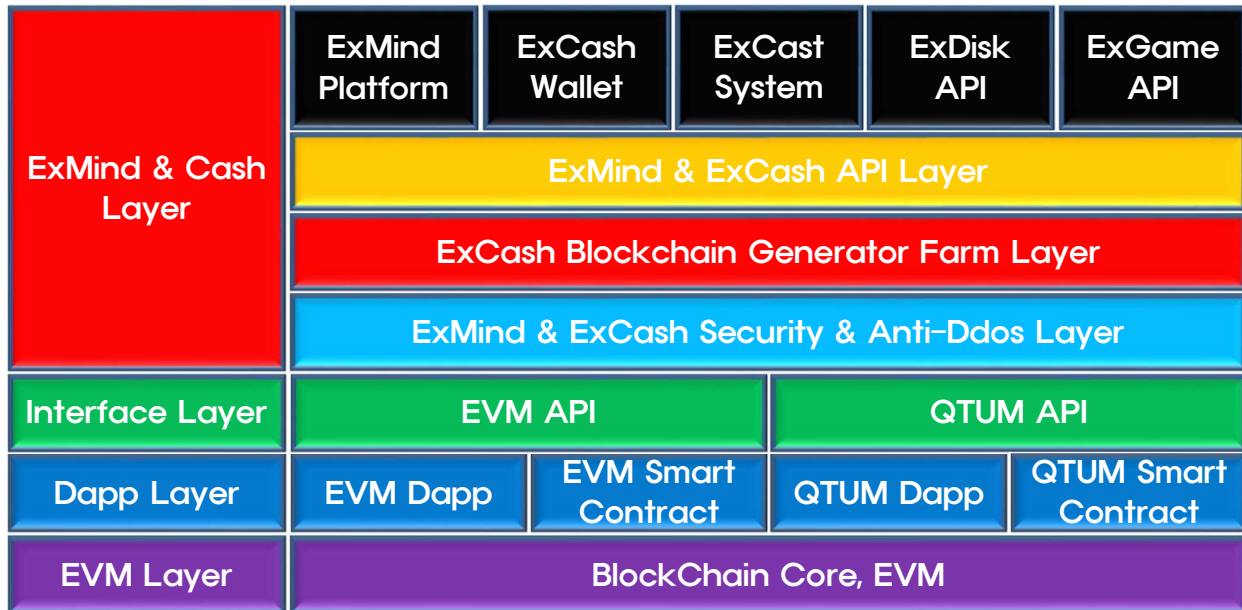 ExMind & Cash
Layer
ExMind
Platform
ExCash
Wallet
ExCast
System
ExDisk
API
ExGame
API
ExMind & ExCash API Layer
ExCash Blockchain Generator Farm Layer
ExMind & ExCash Security & Anti-Ddos Layer
Interface Layer
EVM API
QTUM API
Dapp Layer
EVM Dapp
EVM Smart
Contract
QTUM Dapp
QTUM Smart
Contract
EVM Layer
BlockChain Core, EVM